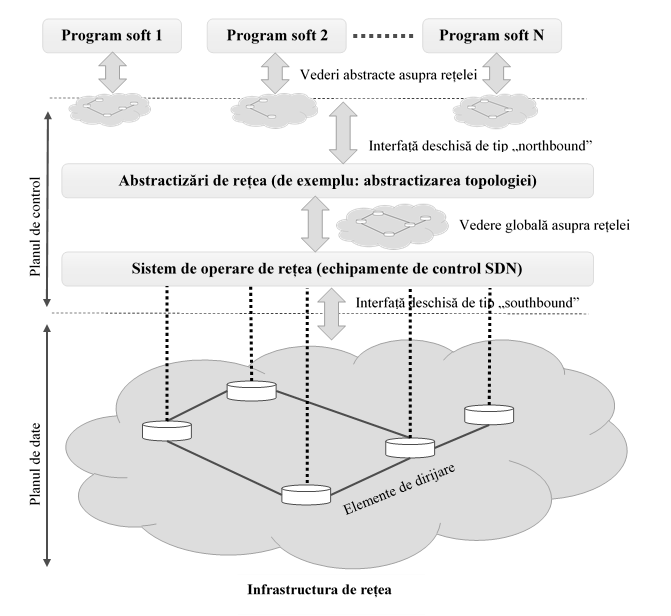 Program soft 1
Program soft 2
Program soft N
Vederi abstracte asupra rețelei
Interfață deschisă de tip „northbound”
Abstractizări de rețea (de exemplu: abstractizarea topologiei)
Vedere globală asupra rețelei
Planul de control
Sistem de operare de rețea (echipamente de control SDN)
Interfață deschisă de tip „southbound”
Planul de date
Elemente de dirijare
Infrastructura de rețea